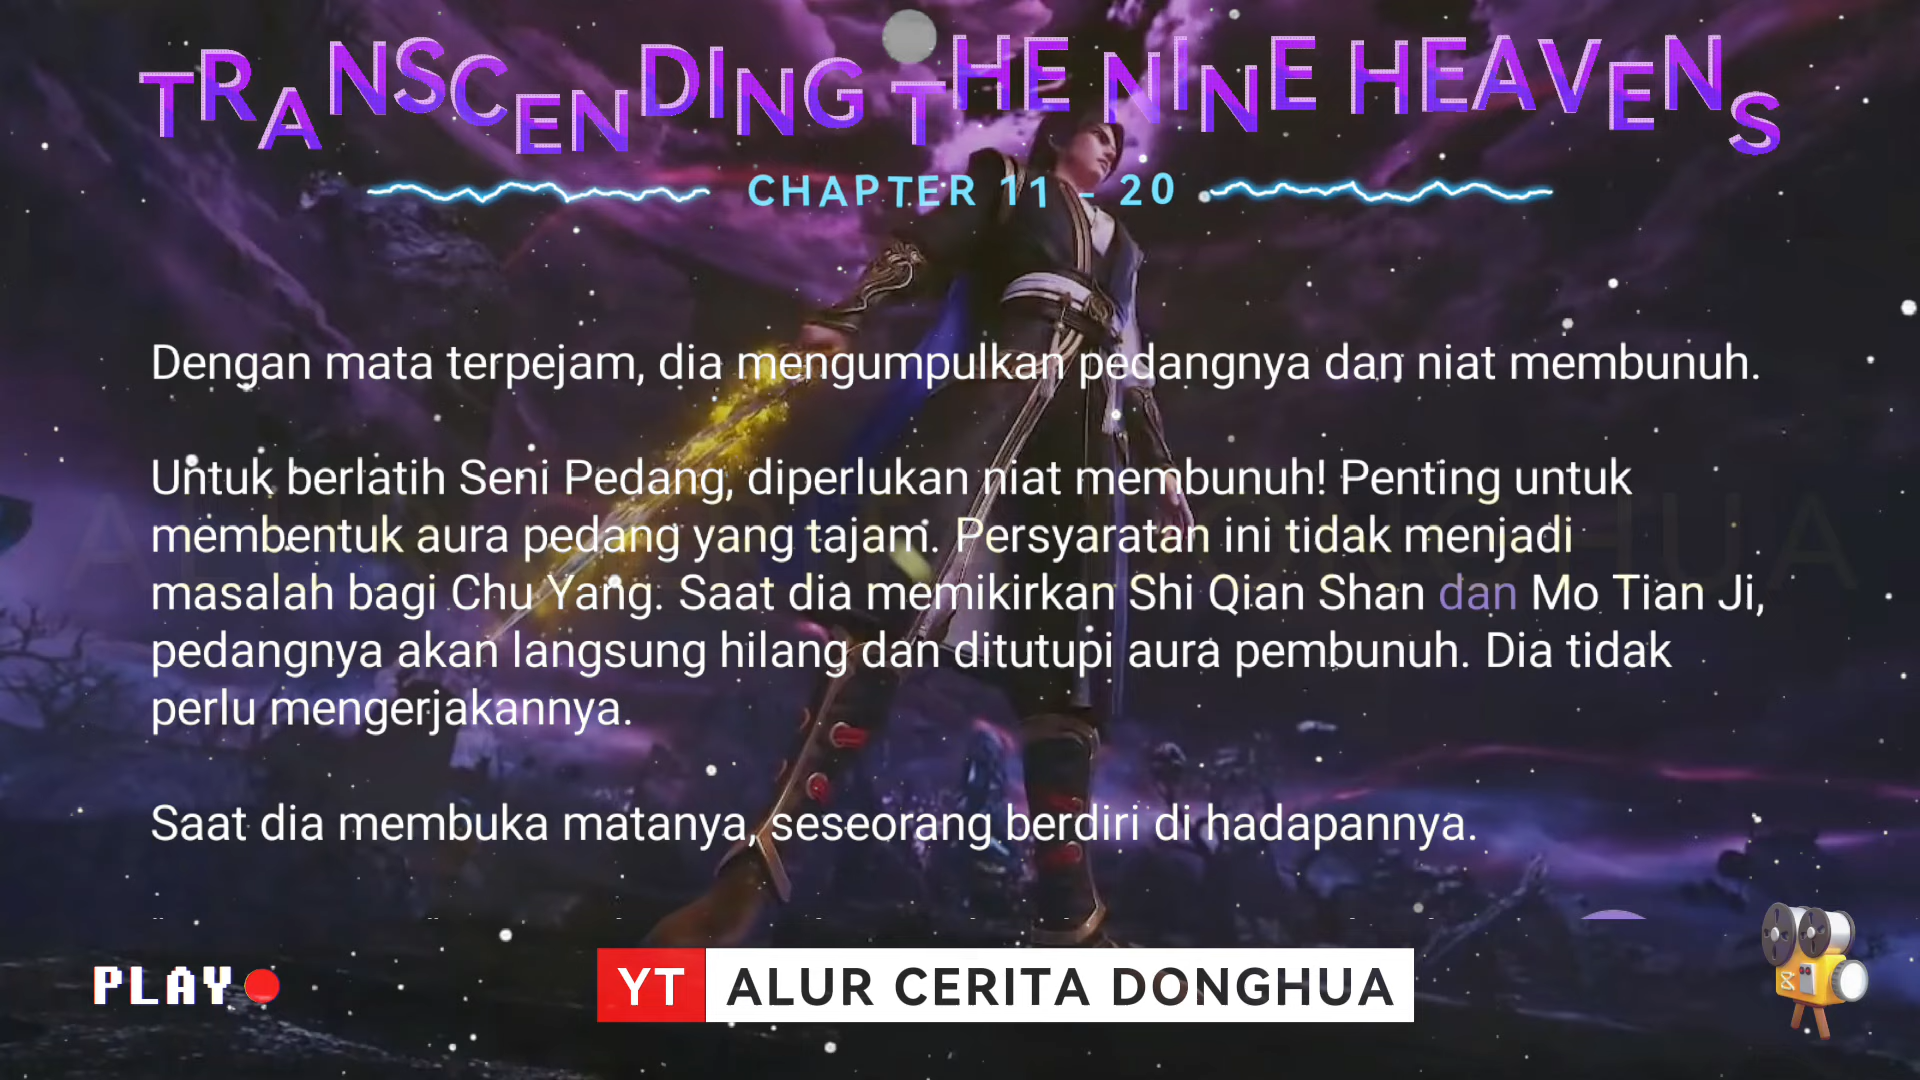 TRANSCENDING THE NINE HEAVENS
CHAPTER 11 - 20
Dengan mata terpejam, dia mengumpulkan pedangnya dan niat membunuh.
Untuk berlatih Seni Pedang, diperlukan niat membunuh! Penting untuk
membentuk aura pedang yang tajam. Persyaratan ini tidak menjadi
masalah bagi Chu Yang. Saat dia memikirkan Shi Qian Shan dan Mo Tian Ji,
pedangnya akan langsung hilang dan ditutupi aura pembunuh. Dia tidak
perlu mengerjakannya.
Saat dia membuka matanya, seseorang berdiri di hadapannya.
PLAY
YT ALUR CERITA DONGHUA